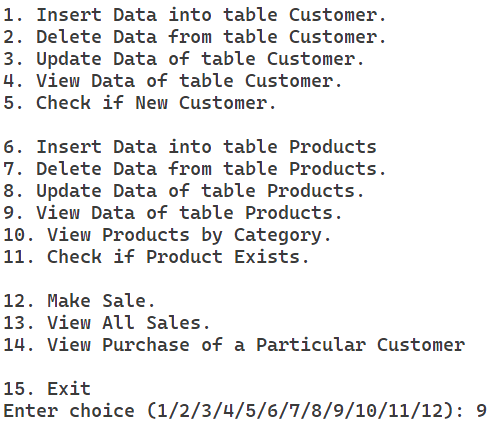 1. Insert Data into table Customer.
2. Delete Data from table Customer.
3. Update Data of table Customer.
4. View Data of table Customer.
5. Check if New Customer.
6. Insert Data into table Products
7. Delete Data from table Products.
8. Update Data of table Products.
9. View Data of table Products.
10. View Products by Category.
11. Check if Product Exists.
12. Make Sale.
13. View All Sales.
14. View Purchase of a Particular Customer
15. Exit
Enter choice (1/2/3/4/5/6/7/8/9/10/11/12): 9